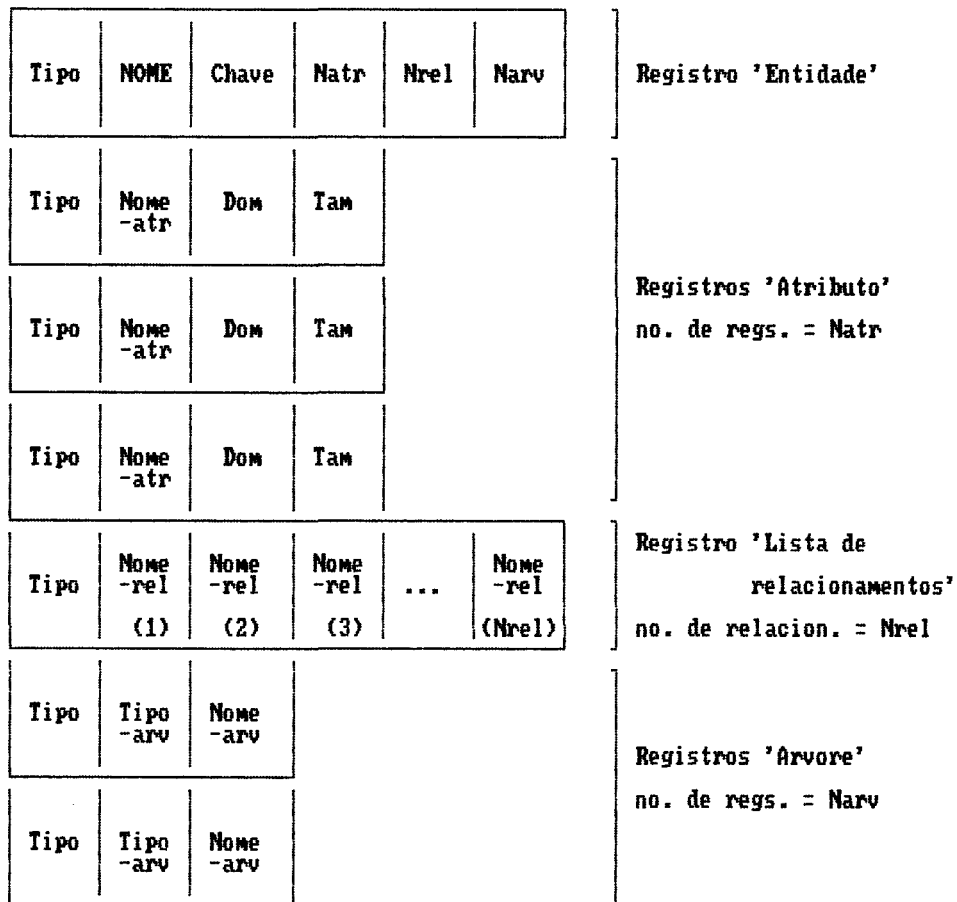 Tipo NOME Chave Natr Nrel Narv Registro 'Entidade'
Tipo Nome Dom Tam
-atr
Registros 'Atributo'
Tipo Nome Dom Tam no. de regs. = Natr
-atr
Tipo Nome Dom Tam
-atr
Registro 'Lista de
Nome Nome Nome Nome
Tipo -rel -rel -rel ... -rel relacionamentos'
(1) (2) (3) (Nrel) no. de relacion. = Nrel
Tipo Tipo Nome
-arv -arv
Registros 'Arvore'
no. de regs. = Narv
Tipo Tipo Nome
-arv -arv